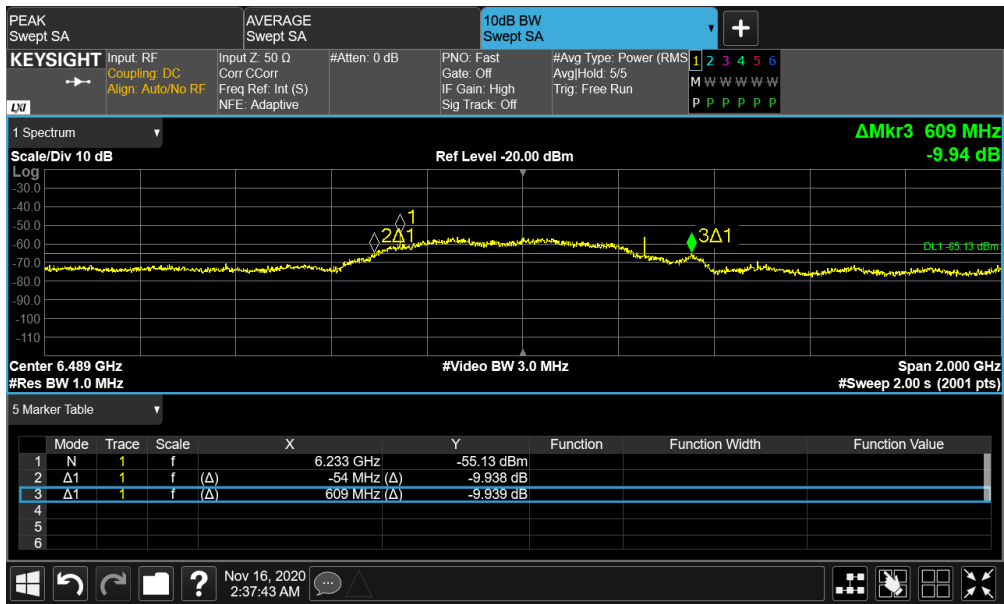 PEAK
Swept SA
AVERAGE
Swept SA
10dB BW
Swept SA
KEYSIGHT
LXI
Input: RF
Coupling: DC
Align: Auto/No RF
Input Z: 50 Ω
Corr CCorr
Freq Ref: Int (S)
NFE: Adaptive
#Atten: 0 dB
PNO: Fast
Gate: Off
IF Gain: High
Sig Track: Off
#Avg Type: Power (RMS
Avg|Hold: 5/5
Trig: Free Run
1 2 3 4 5 6
M W W W W W
P P P P P P
1 Spectrum
Scale/Div 10 dB
Ref Level -20.00 dBm
ΔMkr3 609 MHz
-9.94 dB
Log
-30.0
-40.0
-50.0
-60.0
-70.0
-80.0
-90.0
-100
-110
1
2Δ1
3Δ1
DL1 -65.13 dBm
Center 6.489 GHz
#Video BW 3.0 MHz
Span 2.000 GHz
#Res BW 1.0 MHz
#Sweep 2.00 s (2001 pts)
5 Marker Table
Mode Trace Scale X Y Function Function Width Function Value
1 N 1 f 6.233 GHz -55.13 dBm
2 Δ1 1 f (Δ) -54 MHz (Δ) -9.938 dB
3 Δ1 1 f (Δ) 609 MHz (Δ) -9.939 dB
4
5
6
?
Nov 16, 2020
2:37:43 AM